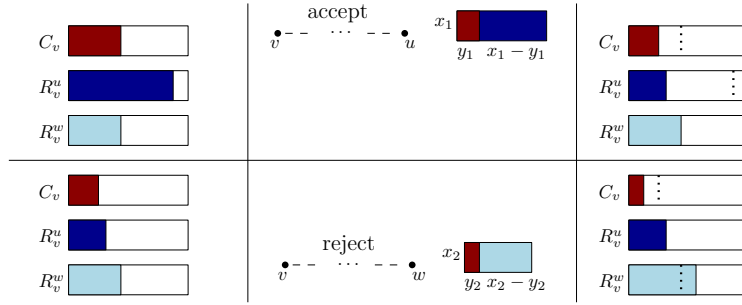 C_v
R_v^u
R_v^w
accept
v ... u
x_1
y_1 x_1 − y_1
C_v
R_v^u
R_v^w
C_v
R_v^u
R_v^w
reject
v ... w
x_2
y_2 x_2 − y_2
C_v
R_v^u
R_v^w